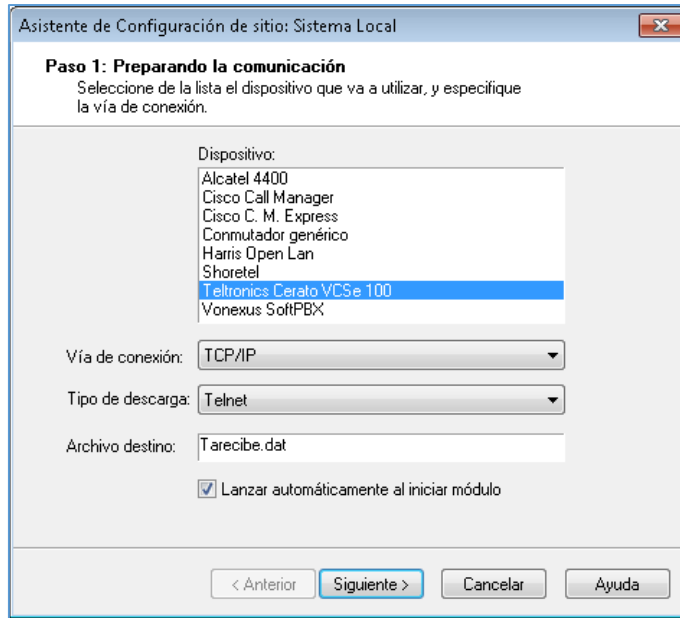 Asistente de Configuración de sitio: Sistema Local
Paso 1: Preparando la comunicación
Seleccione de la lista el dispositivo que va a utilizar, y especifique
la vía de conexión.
Dispositivo:
Alcatel 4400
Cisco Call Manager
Cisco C. M. Express
Conmutador genérico
Harris Open Lan
Shoretel
Teltronics Cerato VCSe 100
Vonexus SoftPBX
Vía de conexión: TCP/IP
Tipo de descarga: Telnet
Archivo destino: Tarecibe.dat
Lanzar automáticamente al iniciar módulo
< Anterior Siguiente > Cancelar Ayuda